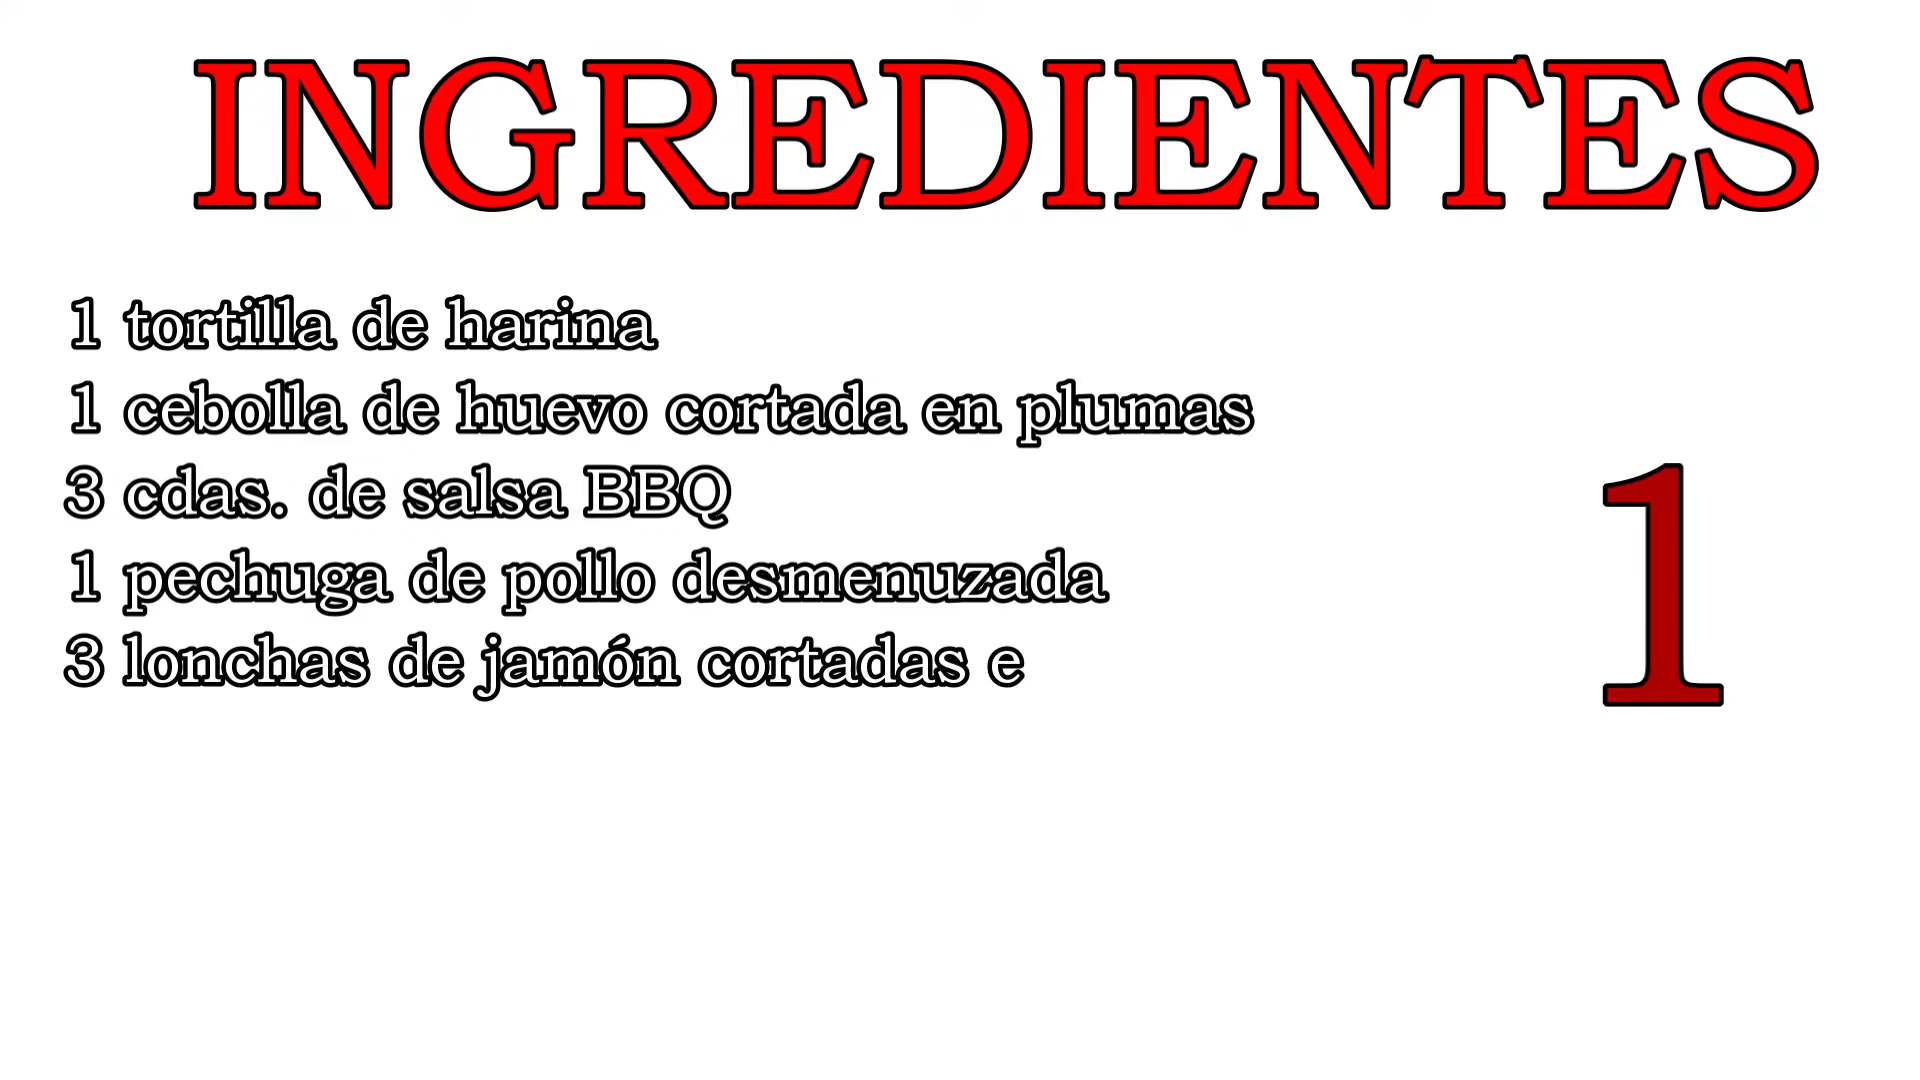 INGREDIENTES
1 tortilla de harina
1 cebolla de huevo cortada en plumas
3 cdas. de salsa BBQ
1 pechuga de pollo desmenuzada
3 lonchas de jamón cortadas e
1